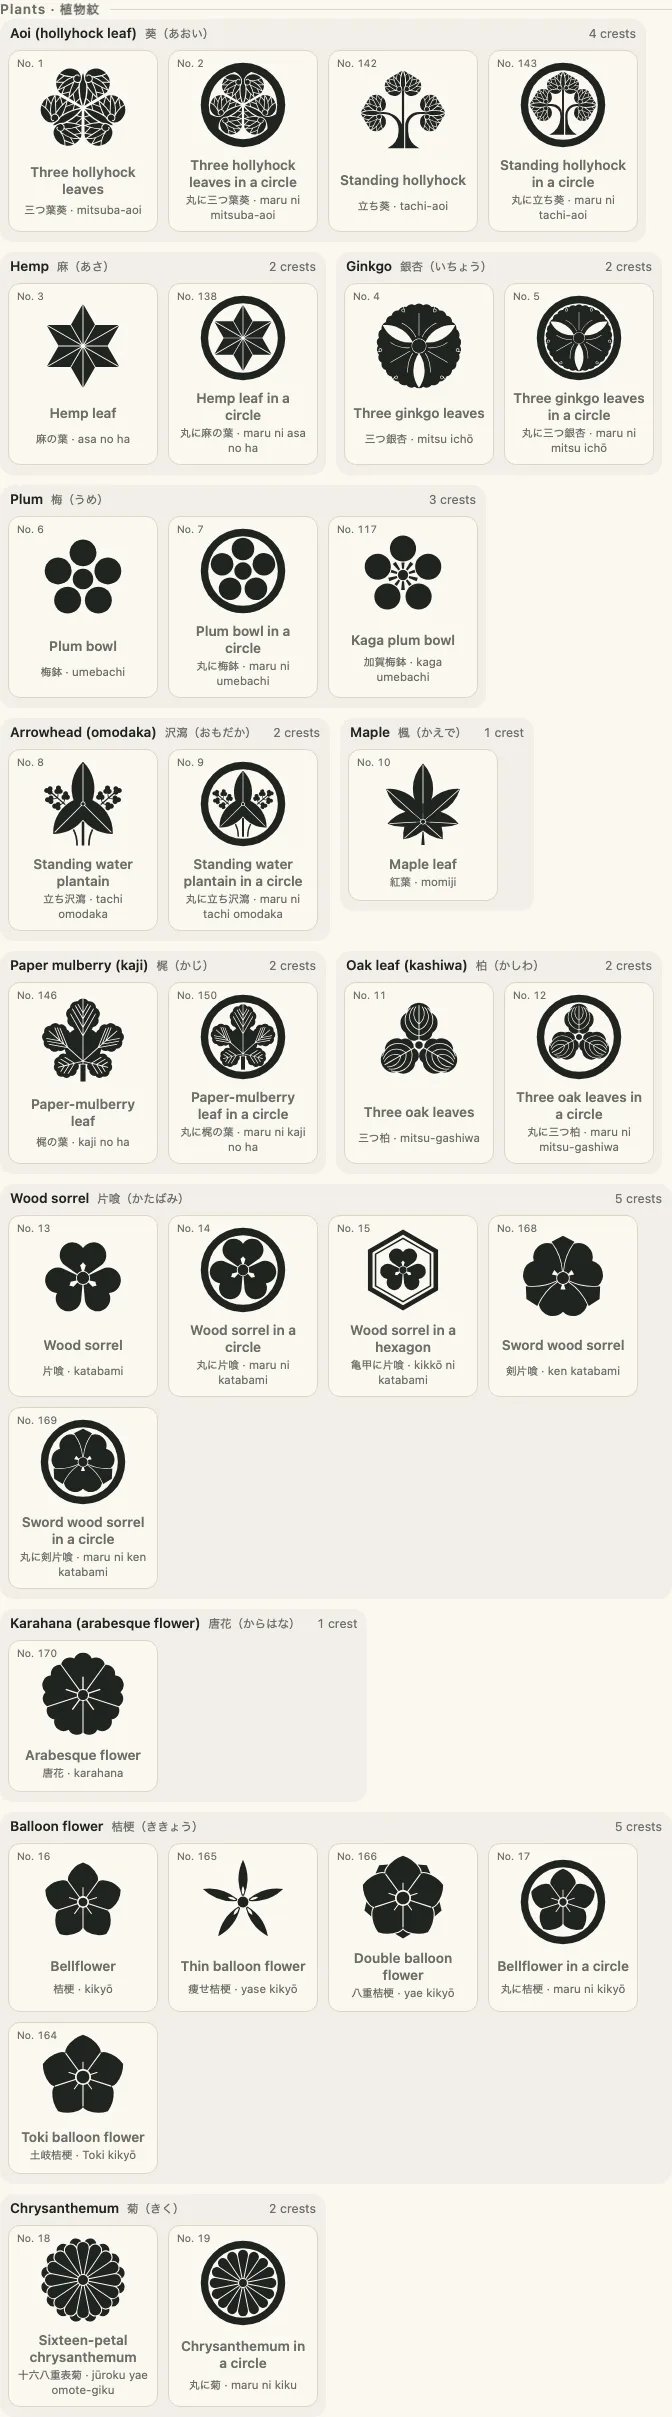 Plants · 植物紋
Aoi (hollyhock leaf) 葵（あおい） 4 crests
No. 1
Three hollyhock
leaves
三つ葉葵 · mitsuba-aoi
No. 2
Three hollyhock
leaves in a circle
丸に三つ葉葵 · maru ni
mitsuba-aoi
No. 142
Standing hollyhock
立ち葵 · tachi-aoi
No. 143
Standing hollyhock
in a circle
丸に立ち葵 · maru ni
tachi-aoi
Hemp 麻（あさ） 2 crests
No. 3
Hemp leaf
麻の葉 · asa no ha
No. 138
Hemp leaf in a
circle
丸に麻の葉 · maru ni asa
no ha
Ginkgo 銀杏（いちょう） 2 crests
No. 4
Three ginkgo leaves
三つ銀杏 · mitsu ichō
No. 5
Three ginkgo leaves
in a circle
丸に三つ銀杏 · maru ni
mitsu ichō
Plum 梅（うめ） 3 crests
No. 6
Plum bowl
梅鉢 · umebachi
No. 7
Plum bowl in a
circle
丸に梅鉢 · maru ni
umebachi
No. 117
Kaga plum bowl
加賀梅鉢 · kaga
umebachi
Arrowhead (omodaka) 沢瀉（おもだか） 2 crests
No. 8
Standing water
plantain
立ち沢瀉 · tachi
omodaka
No. 9
Standing water
plantain in a circle
丸に立ち沢瀉 · maru ni
tachi omodaka
Maple 楓（かえで） 1 crest
No. 10
Maple leaf
紅葉 · momiji
Paper mulberry (kaji) 梶（かじ） 2 crests
No. 146
Paper-mulberry
leaf
梶の葉 · kaji no ha
No. 150
Paper-mulberry
leaf in a circle
丸に梶の葉 · maru ni kaji
no ha
Oak leaf (kashiwa) 柏（かしわ） 2 crests
No. 11
Three oak leaves
三つ柏 · mitsu-gashiwa
No. 12
Three oak leaves in
a circle
丸に三つ柏 · maru ni
mitsu-gashiwa
Wood sorrel 片喰（かたばみ） 5 crests
No. 13
Wood sorrel
片喰 · katabami
No. 14
Wood sorrel in a
circle
丸に片喰 · maru ni
katabami
No. 15
Wood sorrel in a
hexagon
亀甲に片喰 · kikkō ni
katabami
No. 168
Sword wood sorrel
剣片喰 · ken katabami
No. 169
Sword wood sorrel
in a circle
丸に剣片喰 · maru ni ken
katabami
Karahana (arabesque flower) 唐花（からはな） 1 crest
No. 170
Arabesque flower
唐花 · karahana
Balloon flower 桔梗（ききょう） 5 crests
No. 16
Bellflower
桔梗 · kikyō
No. 165
Thin balloon flower
痩せ桔梗 · yase kikyō
No. 166
Double balloon
flower
八重桔梗 · yae kikyō
No. 17
Bellflower in a circle
丸に桔梗 · maru ni kikyō
No. 164
Toki balloon flower
土岐桔梗 · Toki kikyō
Chrysanthemum 菊（きく） 2 crests
No. 18
Sixteen-petal
chrysanthemum
十六八重表菊 · jūroku yae
omote-giku
No. 19
Chrysanthemum in
a circle
丸に菊 · maru ni kiku